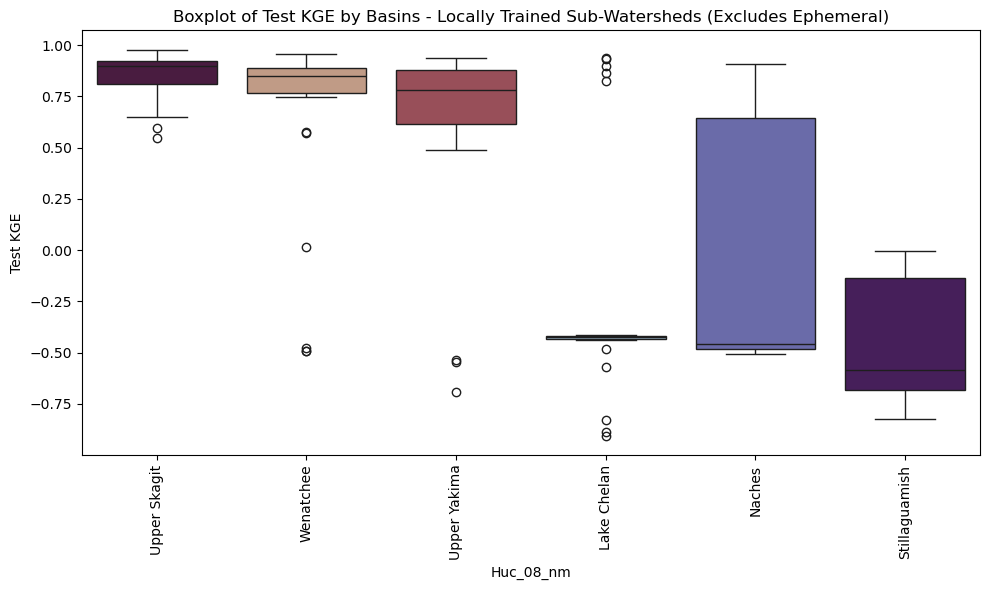 Boxplot of Test KGE by Basins - Locally Trained Sub-Watersheds (Excludes Ephemeral)
Test KGE
1.00
0.75
0.50
0.25
0.00
−0.25
−0.50
−0.75
Upper Skagit
Wenatchee
Upper Yakima
Lake Chelan
Naches
Stillaguamish
Huc_08_nm